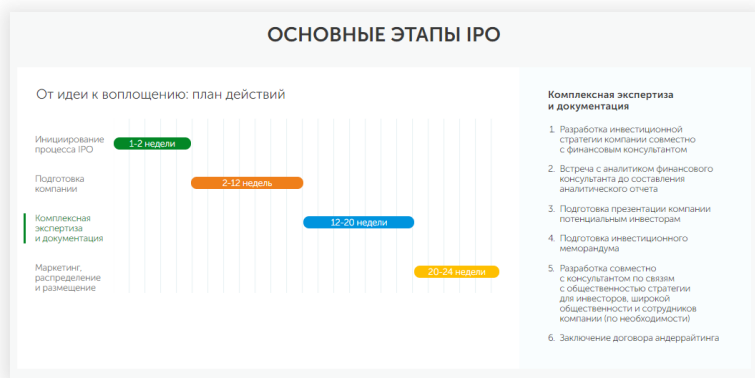 ОСНОВНЫЕ ЭТАПЫ IPO
От идеи к воплощению: план действий
Инициирование
процесса IPO
1-2 недели
Подготовка
компании
2-12 недель
Комплексная
экспертиза
и документация
12-20 недели
Маркетинг,
распределение
и размещение
20-24 недели
Комплексная экспертиза
и документация
1. Разработка инвестиционной
стратегии компании совместно
с финансовым консультантом
2. Встреча с аналитиком финансового
консультанта до составления
аналитического отчета
3. Подготовка презентации компании
потенциальным инвесторам
4. Подготовка инвестиционного
меморандума
5. Разработка совместно
с консультантом по связям
с общественностью стратегии
для инвесторов, широкой
общественности и сотрудников
компании (по необходимости)
6. Заключение договора андеррайтинга